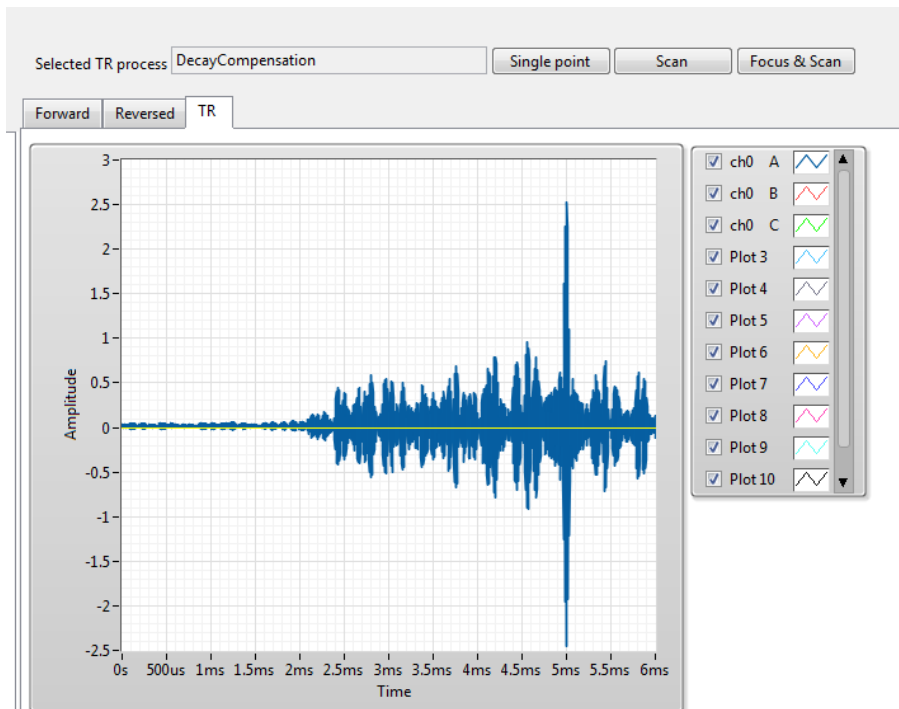 Selected TR process DecayCompensation Single point Scan Focus & Scan
Forward Reversed TR
3
2.5
2
1.5
1
0.5
0
-0.5
-1
-1.5
-2
-2.5
Amplitude
0s 500us 1ms 1.5ms 2ms 2.5ms 3ms 3.5ms 4ms 4.5ms 5ms 5.5ms 6ms
Time
ch0 A
ch0 B
ch0 C
Plot 3
Plot 4
Plot 5
Plot 6
Plot 7
Plot 8
Plot 9
Plot 10